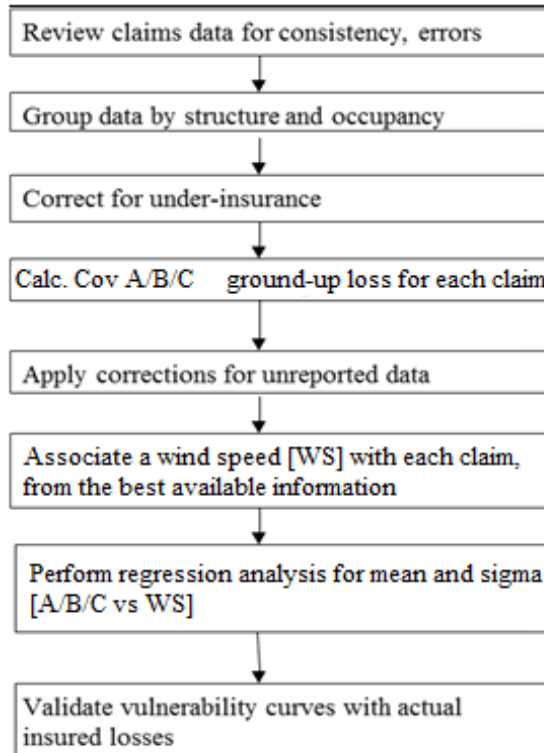 Review claims data for consistency, errors
Group data by structure and occupancy
Correct for under-insurance
Calc. Cov A/B/C ground-up loss for each claim
Apply corrections for unreported data
Associate a wind speed [WS] with each claim,
from the best available information
Perform regression analysis for mean and sigma
[A/B/C vs WS]
Validate vulnerability curves with actual
insured losses